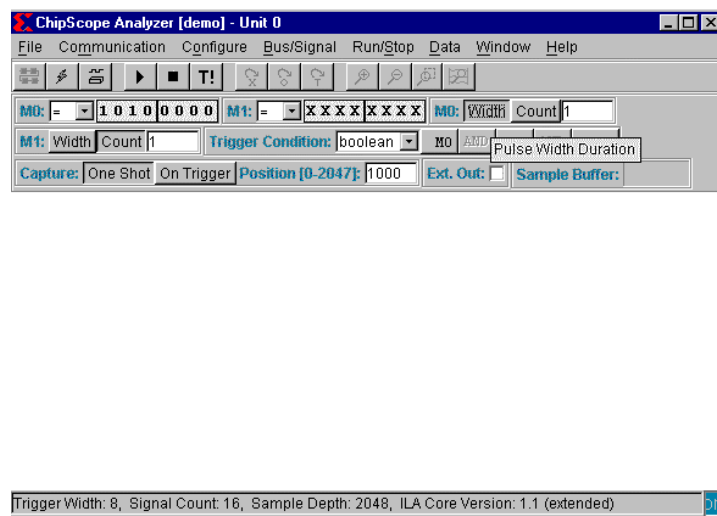 ChipScope Analyzer [demo] - Unit 0
File Communication Configure Bus/Signal Run/Stop Data Window Help
T! X O T
M0: = 1 0 1 0 0 0 0 0 M1: = X X X X X X X X M0: Width Count 1
M1: Width Count 1 Trigger Condition: boolean M0 AND
Pulse Width Duration
Capture: One Shot On Trigger Position [0-2047]: 1000 Ext. Out: Sample Buffer:
Trigger Width: 8, Signal Count: 16, Sample Depth: 2048, ILA Core Version: 1.1 (extended)